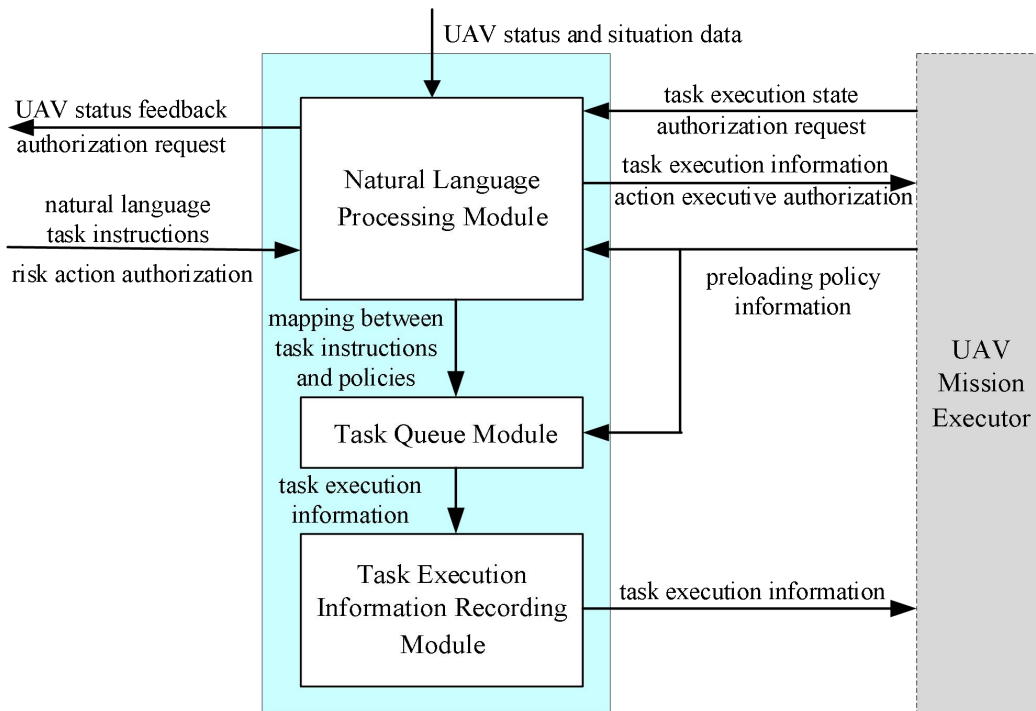 UAV status and situation data
UAV status feedback
authorization request
task execution state
authorization request
Natural Language
Processing Module
task execution information
action executive authorization
natural language
task instructions
risk action authorization
preloading policy
information
mapping between
task instructions
and policies
UAV
Mission
Executor
Task Queue Module
task execution
information
Task Execution
Information Recording
Module
task execution information